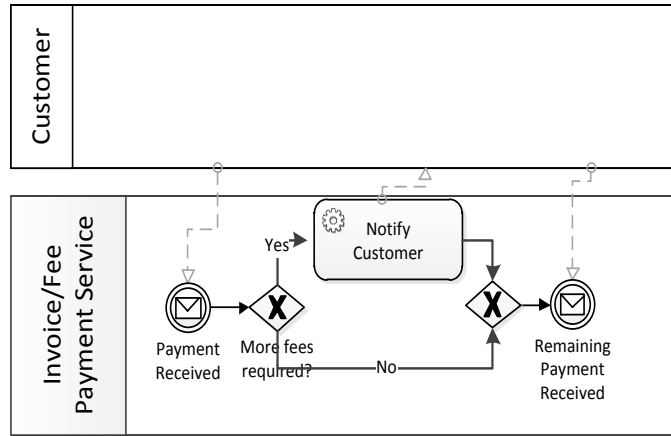 Customer
Invoice/Fee
Payment Service
Notify
Customer
Yes
Payment
Received
More fees
required?
No
Remaining
Payment
Received